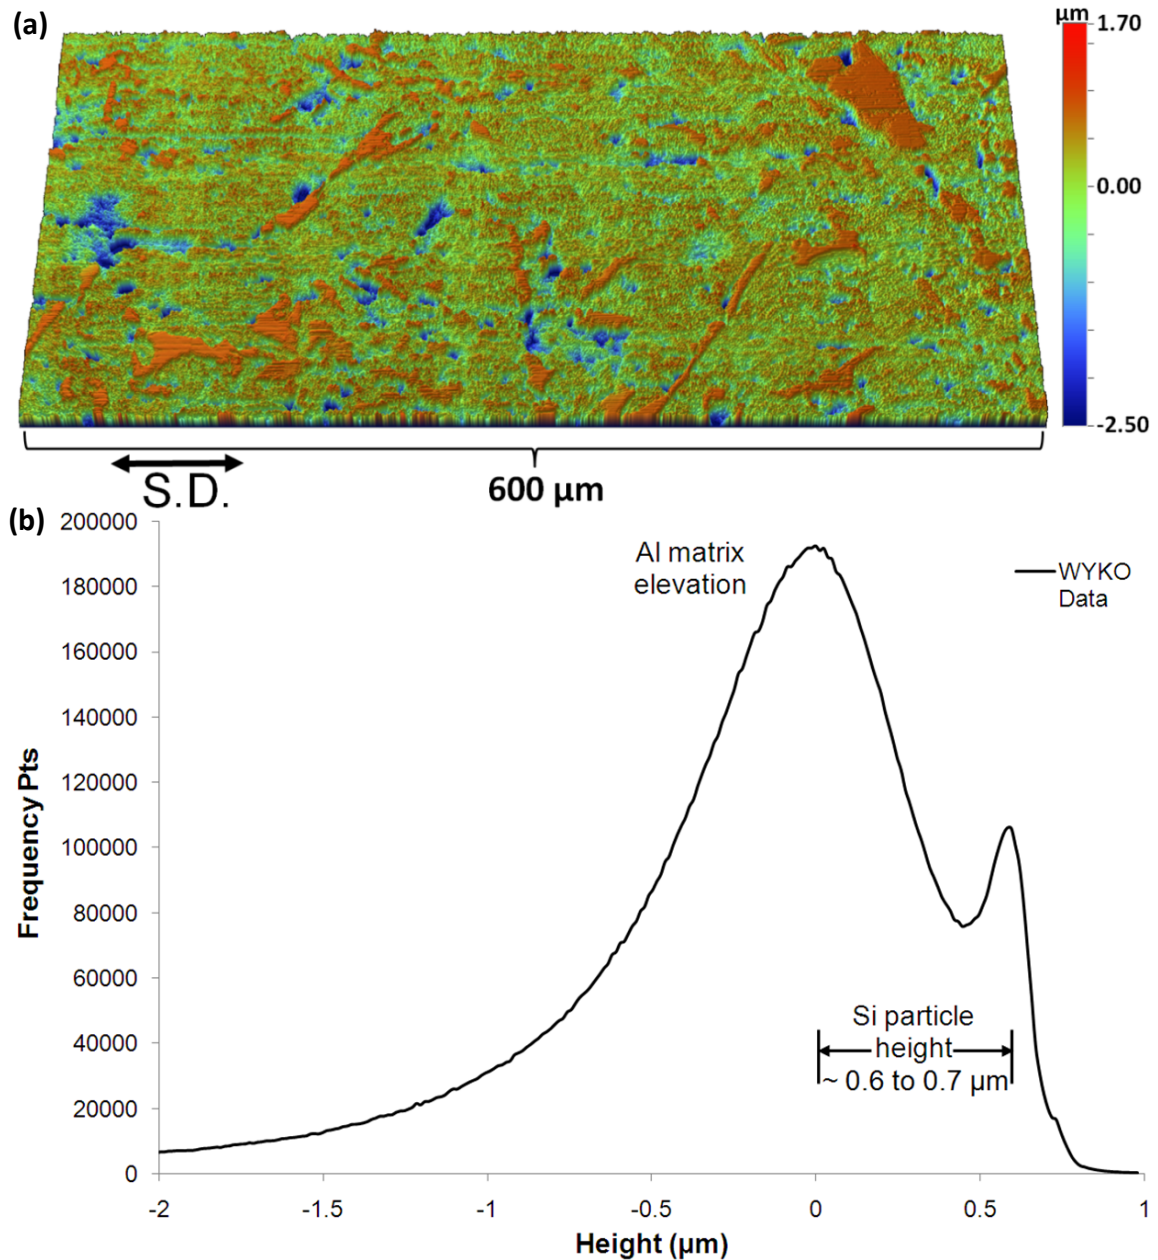 (a)
µm
1.70
0.00
-2.50
S.D.
600 µm
(b)
200000
180000
160000
140000
120000
100000
80000
60000
40000
20000
0
Frequency Pts
Al matrix
elevation
WYKO
Data
Si particle
height
~ 0.6 to 0.7 µm
-2
-1.5
-1
-0.5
0
0.5
1
Height (µm)